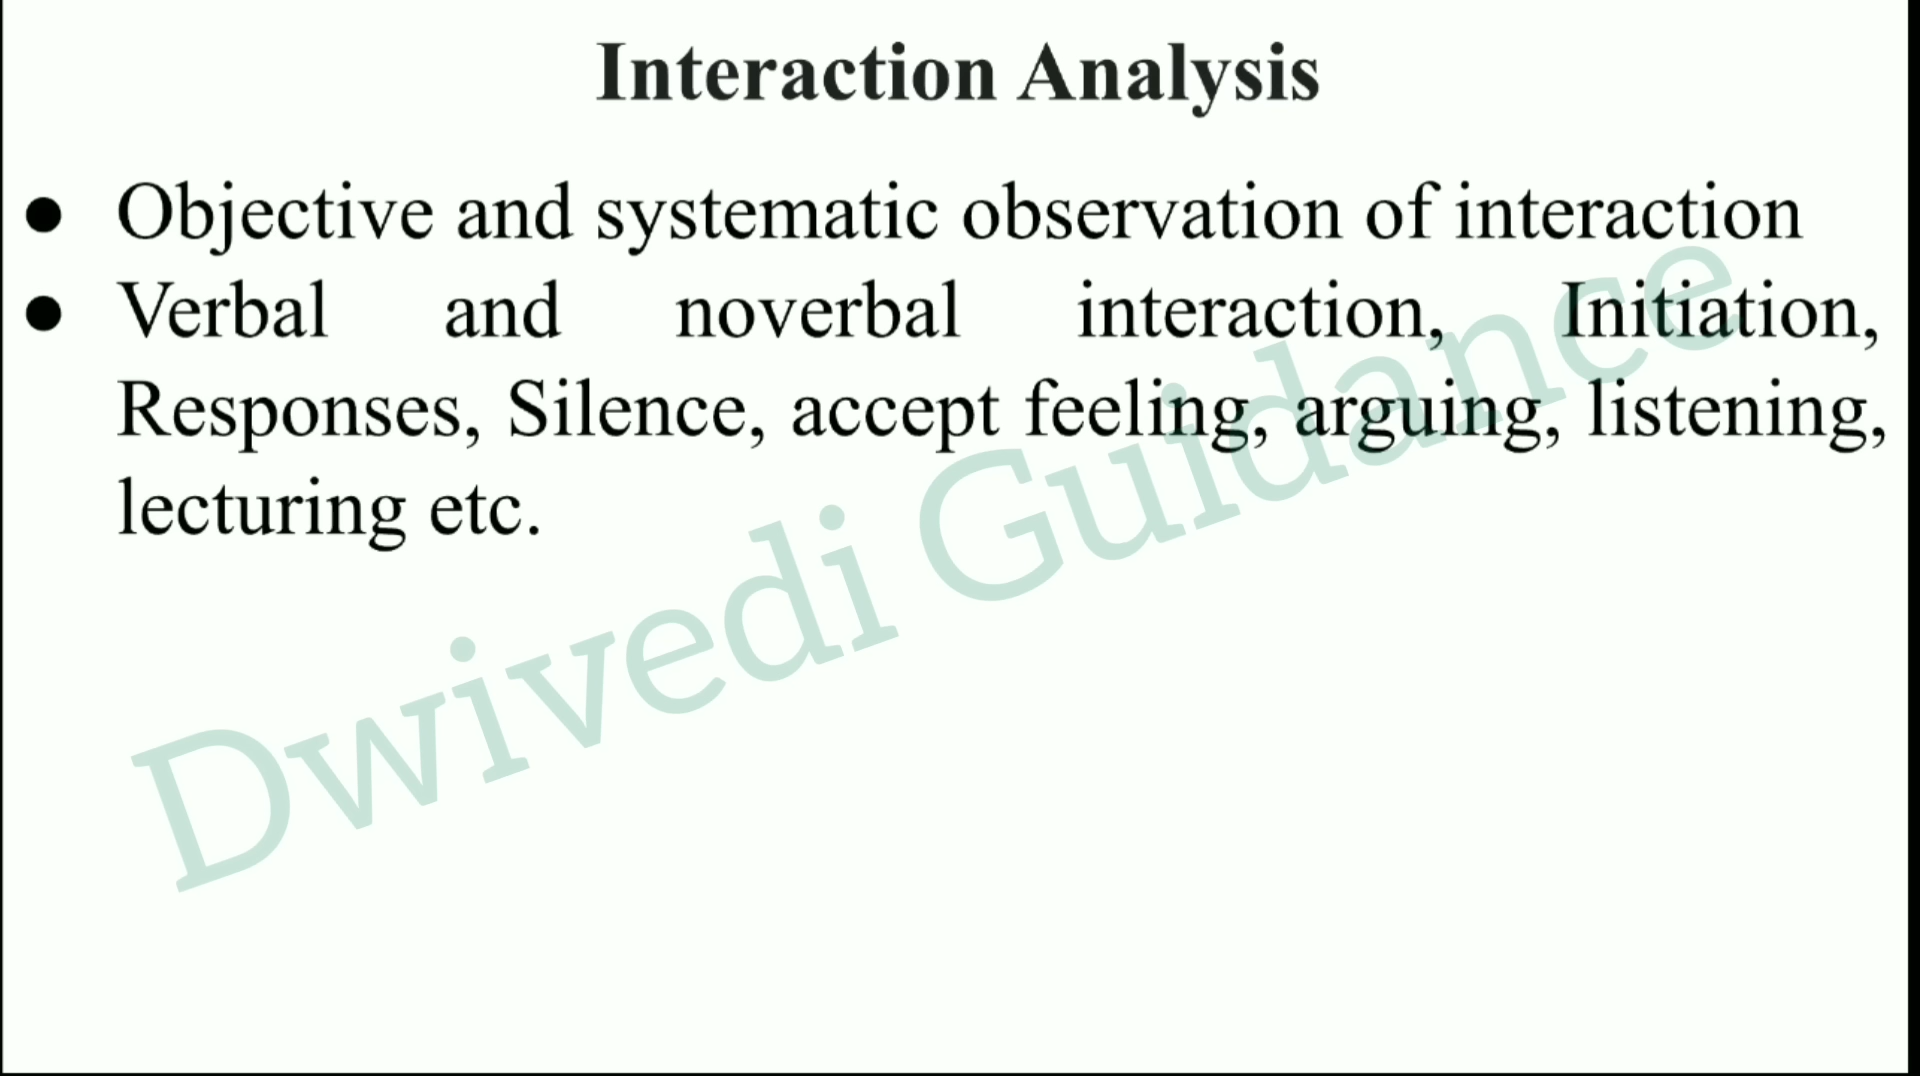 Interaction Analysis
● Objective and systematic observation of interaction
● Verbal and noverbal interaction, Initiation,
Responses, Silence, accept feeling, arguing, listening,
lecturing etc.
Dwivedi Guidance